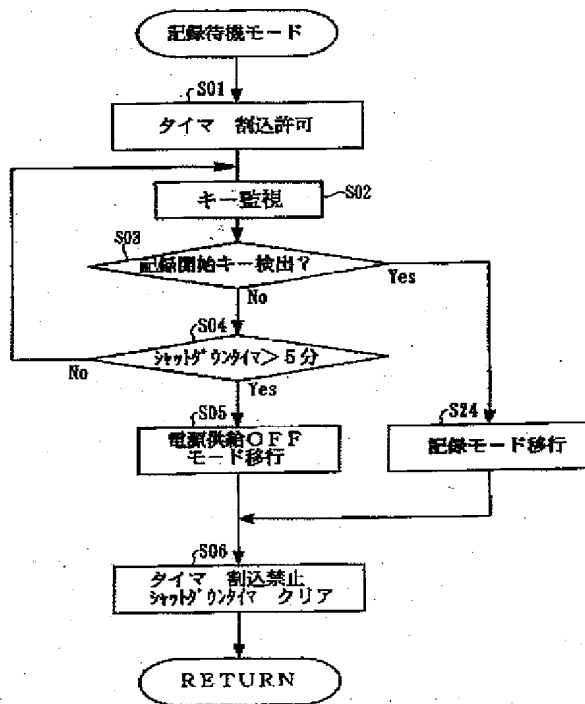 記録待機モード
S01
タイマ 割込許可
キー監視
S02
S03
記録開始キー検出?
Yes
No
S04
シャットダウンタイマ>5分
No
Yes
S05
電源供給OFF
モード移行
S24
記録モード移行
S06
タイマ 割込禁止
シャットダウンタイマ クリア
RETURN